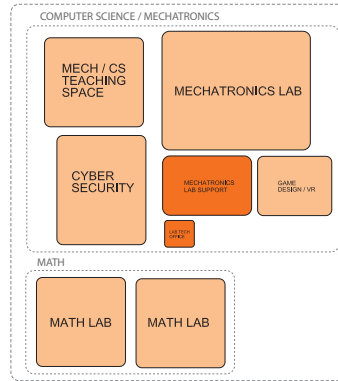 COMPUTER SCIENCE / MECHATRONICS
MECH / CS
TEACHING
SPACE
MECHATRONICS LAB
CYBER
SECURITY
MECHATRONICS
LAB SUPPORT
GAME
DESIGN / VR
LAB TECH
OFFICE
MATH
MATH LAB
MATH LAB